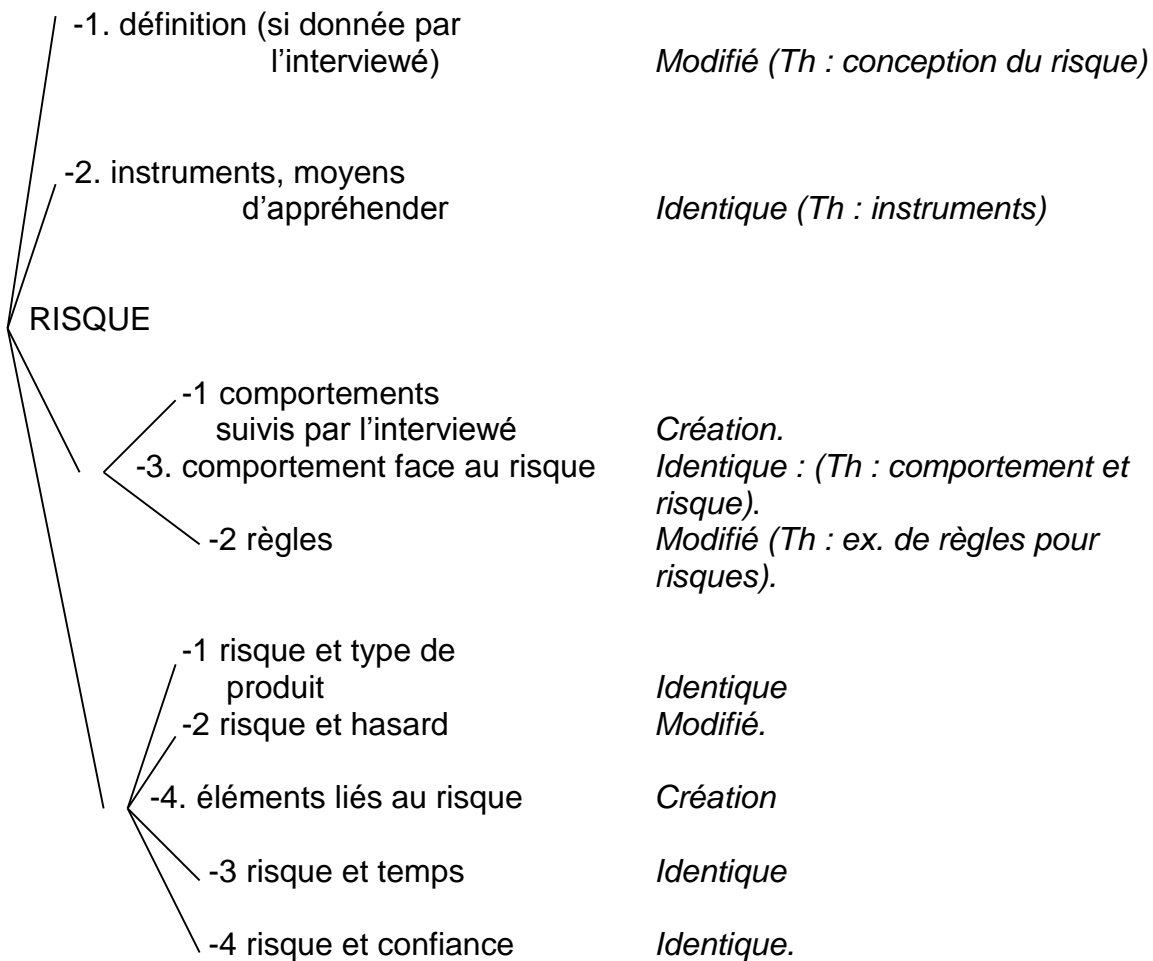 -1. définition (si donnée par
l’interviewé) Modifié (Th : conception du risque)
-2. instruments, moyens
d’appréhender Identique (Th : instruments)
RISQUE
-1 comportements
suivis par l’interviewé Création.
-3. comportement face au risque Identique : (Th : comportement et
risque).
-2 règles Modifié (Th : ex. de règles pour
risques).
-1 risque et type de
produit Identique
-2 risque et hasard Modifié.
-4. éléments liés au risque Création
-3 risque et temps Identique
-4 risque et confiance Identique.